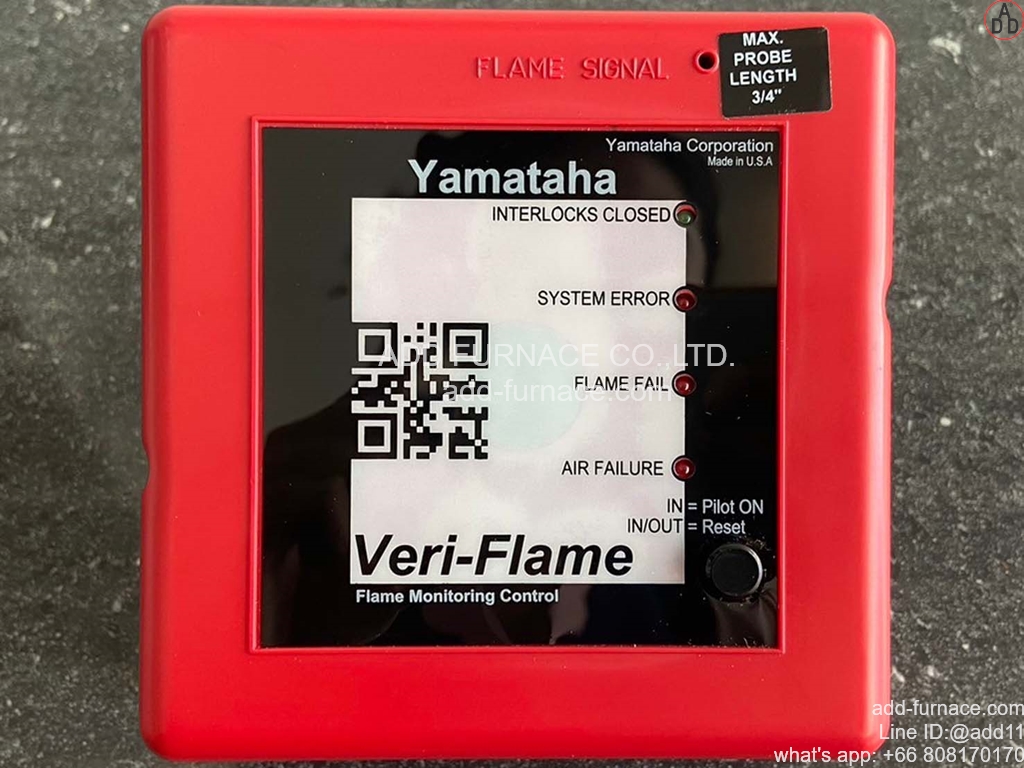 FLAME SIGNAL
MAX.
PROBE
LENGTH
3/4"
Yamataha Corporation
Made in U.S.A
Yamataha
INTERLOCKS CLOSED
SYSTEM ERROR
ADD FURNACE CO.,LTD.
FLAME FAIL
add-furnace.com
AIR FAILURE
IN = Pilot ON
IN/OUT = Reset
Veri-Flame
Flame Monitoring Control
add-furnace.com
Line ID:@add11
what's app: +66 808170170
ADD